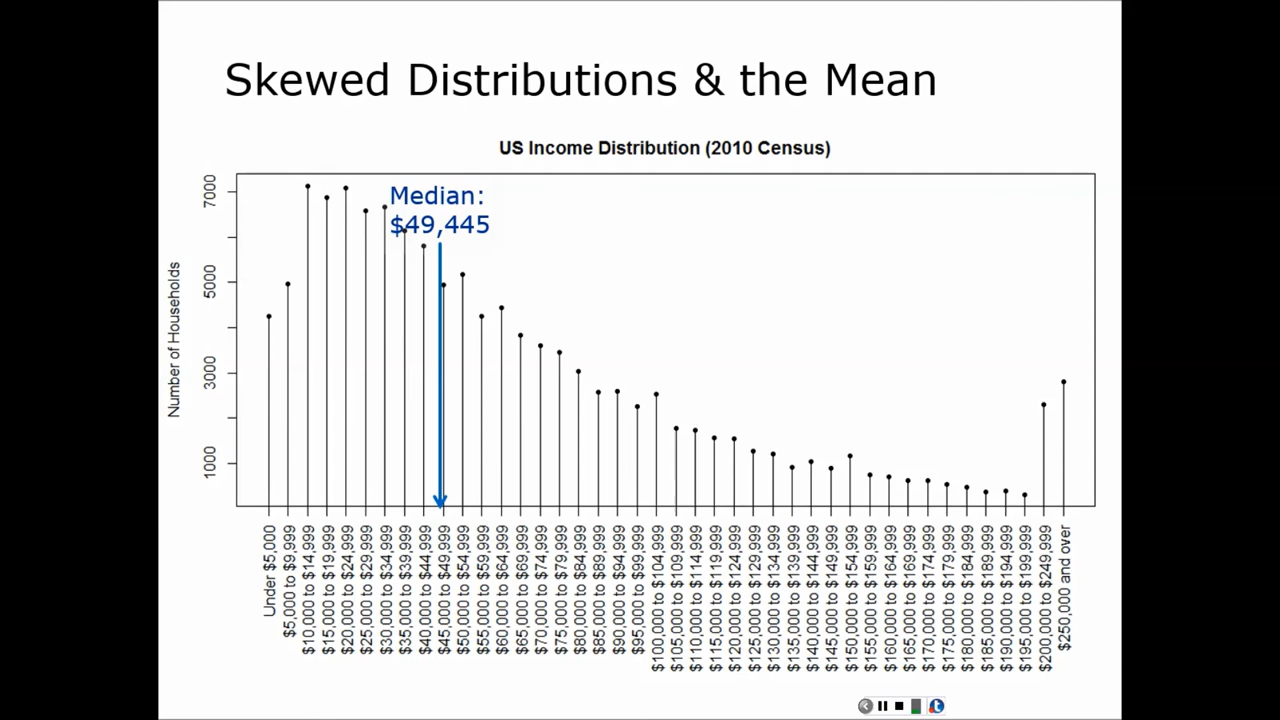 Skewed Distributions & the Mean
US Income Distribution (2010 Census)
Median:
$49,445
Number of Households
7000
5000
3000
1000
Under $5,000
$5,000 to $9,999
$10,000 to $14,999
$15,000 to $19,999
$20,000 to $24,999
$25,000 to $29,999
$30,000 to $34,999
$35,000 to $39,999
$40,000 to $44,999
$45,000 to $49,999
$50,000 to $54,999
$55,000 to $59,999
$60,000 to $64,999
$65,000 to $69,999
$70,000 to $74,999
$75,000 to $79,999
$80,000 to $84,999
$85,000 to $89,999
$90,000 to $94,999
$95,000 to $99,999
$100,000 to $104,999
$105,000 to $109,999
$110,000 to $114,999
$115,000 to $119,999
$120,000 to $124,999
$125,000 to $129,999
$130,000 to $134,999
$135,000 to $139,999
$140,000 to $144,999
$145,000 to $149,999
$150,000 to $154,999
$155,000 to $159,999
$160,000 to $164,999
$165,000 to $169,999
$170,000 to $174,999
$175,000 to $179,999
$180,000 to $184,999
$185,000 to $189,999
$190,000 to $194,999
$195,000 to $199,999
$200,000 to $249,999
$250,000 and over
t